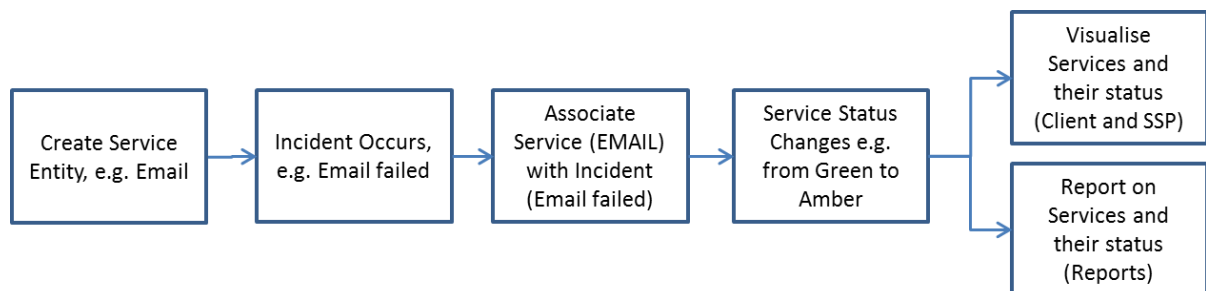 Create Service
Entity, e.g. Email
Incident Occurs,
e.g. Email failed
Associate
Service (EMAIL)
with Incident
(Email failed)
Service Status
Changes e.g.
from Green to
Amber
Visualise
Services and
their status
(Client and SSP)
Report on
Services and
their status
(Reports)